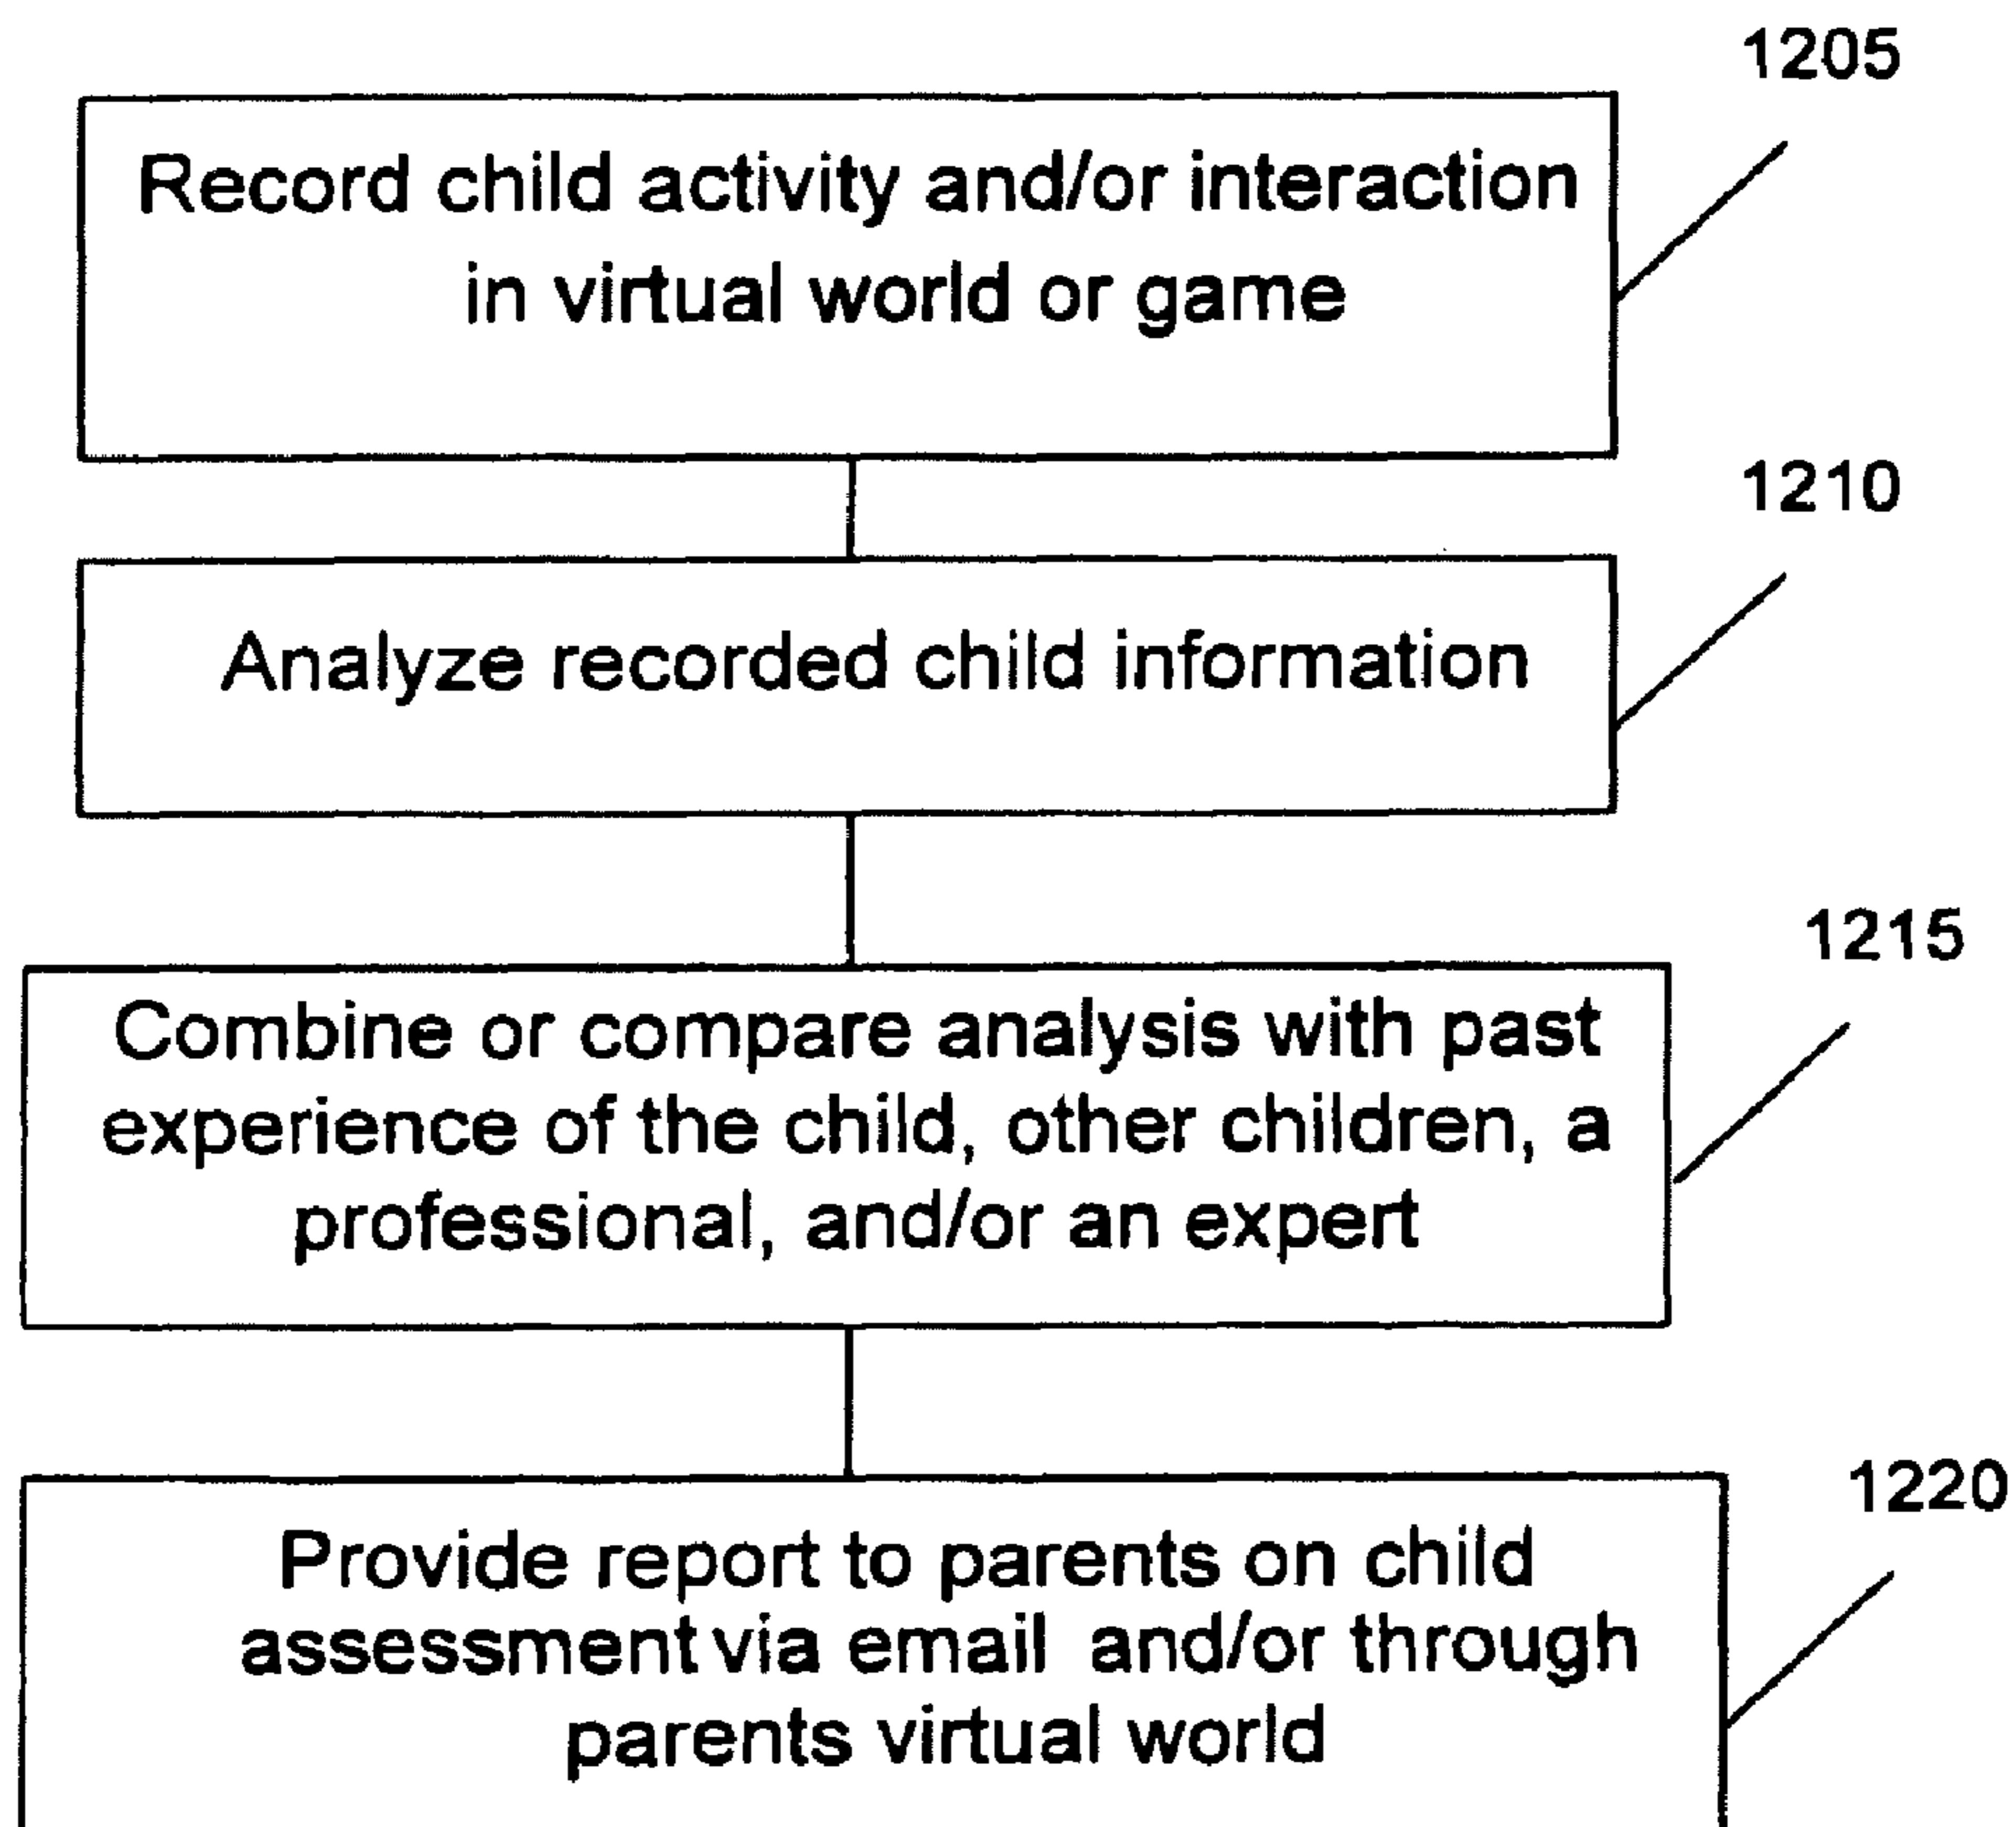 1205
Record child activity and/or interaction
in virtual world or game
1210
Analyze recorded child information
1215
Combine or compare analysis with past
experience of the child, other children, a
professional, and/or an expert
1220
Provide report to parents on child
assessment via email and/or through
parents virtual world